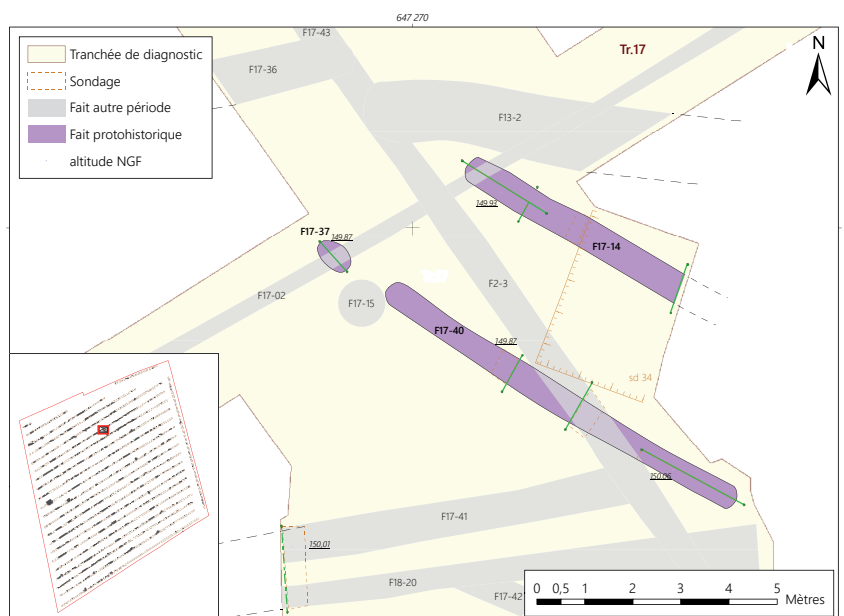 647 270
F17-43
Tr.17
N
Tranchée de diagnostic
F17-36
Sondage
Fait autre période
F13-2
Fait protohistorique
altitude NGF
149.93
F17-37
149.87
F17-14
F2-3
F17-02
F17-15
F17-40
149.87
sd 34
150.06
F17-41
150.01
F18-20
F17-42
0 0,5 1 2 3 4 5 Mètres